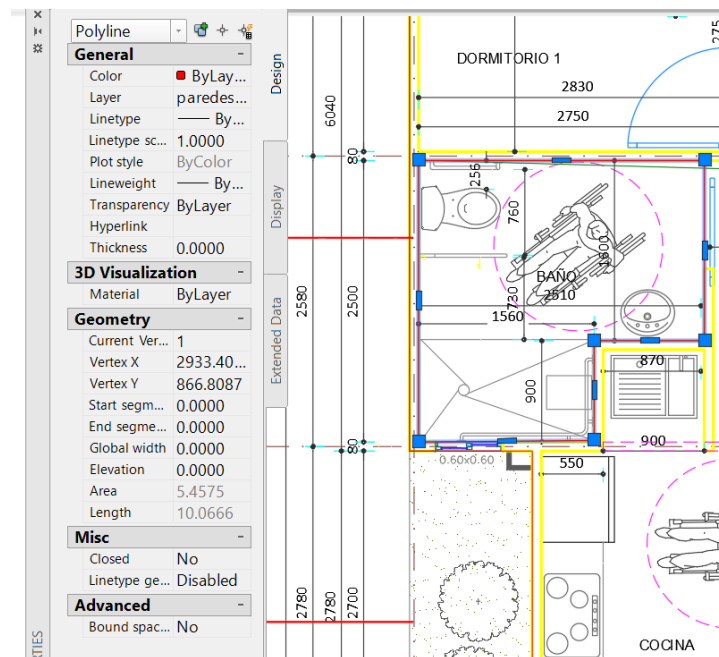 Polyline
General
Color ByLay...
Layer paredes...
Linetype By...
Linetype sc... 1.0000
Plot style ByColor
Lineweight By...
Transparency ByLayer
Hyperlink
Thickness 0.0000
3D Visualization
Material ByLayer
Geometry
Current Ver... 1
Vertex X 2933.40...
Vertex Y 866.8087
Start segm... 0.0000
End segme... 0.0000
Global width 0.0000
Elevation 0.0000
Area 5.4575
Length 10.0666
Misc
Closed No
Linetype ge... Disabled
Advanced
Bound spac... No
Design
Display
Extended Data
DORMITORIO 1
2830
2750
6040
80
256
760
1600
BAÑO
2510
730
1560
2580
2500
900
870
900
80
0.60x0.60
550
2780
2780
2700
COCINA